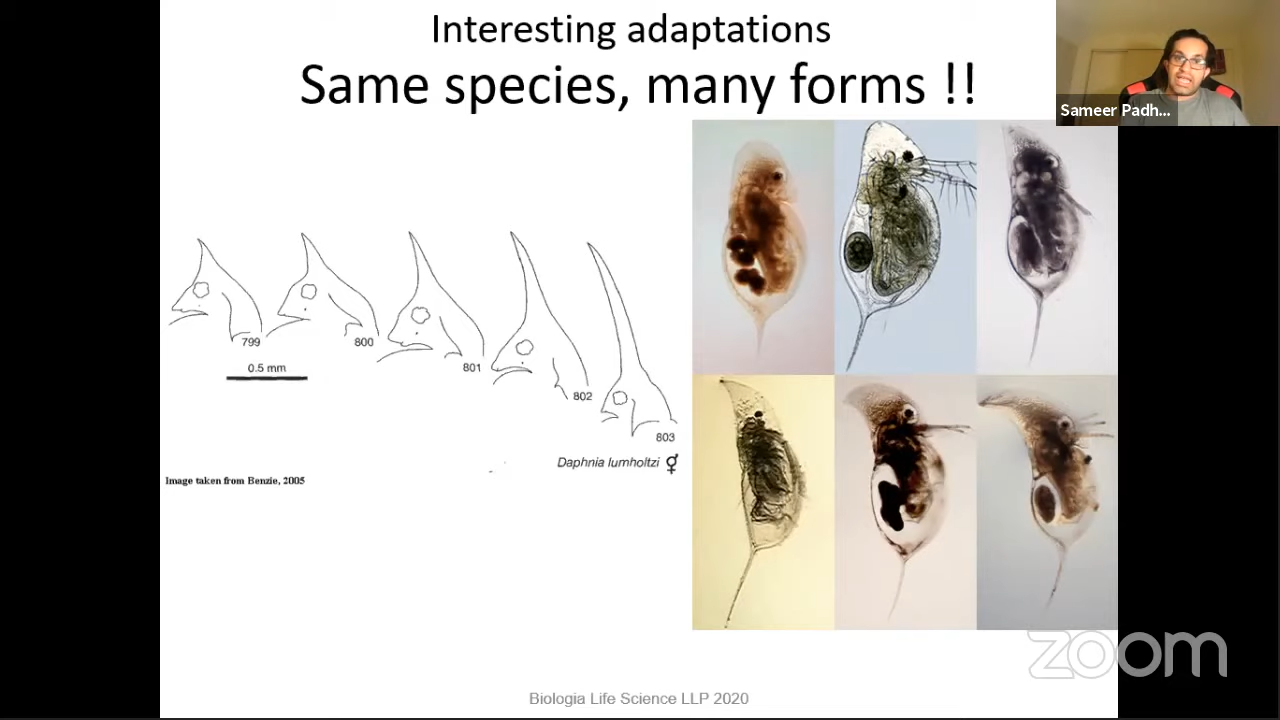 Interesting adaptations
Same species, many forms !!
Sameer Padh...
799
800
801
802
803
0.5 mm
Daphnia lumholtzi ⚥
Image taken from Benzie, 2005
zoom
Biologia Life Science LLP 2020